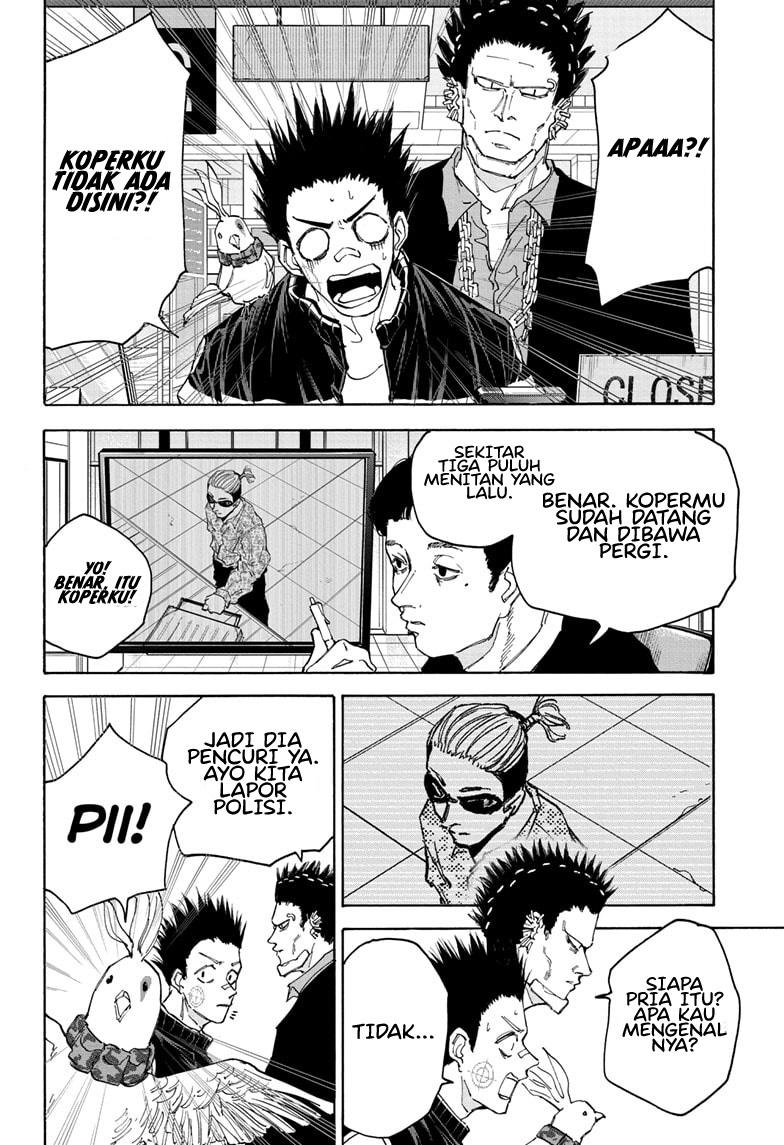 APAAA?!
KOPERKU
TIDAK ADA
DISINI?!
CLOSE
SEKITAR
TIGA PULUH
MENITAN YANG
LALU.
BENAR. KOPERMU
SUDAH DATANG
DAN DIBAWA
PERGI.
YO!
BENAR, ITU
KOPERKU!
JADI DIA
PENCURI YA.
AYO KITA
LAPOR
POLISI.
PII!
SIAPA
PRIA ITU?
APA KAU
MENGENAL
NYA?
TIDAK...